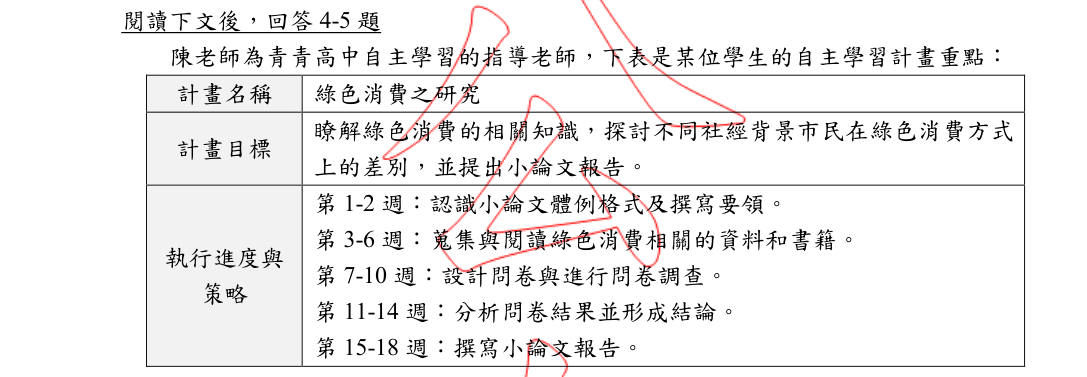 閱讀下文後，回答 4-5 題
陳老師為青青高中自主學習的指導老師，下表是某位學生的自主學習計畫重點：
計畫名稱 綠色消費之研究
計畫目標 瞭解綠色消費的相關知識，探討不同社經背景市民在綠色消費方式
上的差別，並提出小論文報告。
執行進度與
策略
第 1-2 週：認識小論文體例格式及撰寫要領。
第 3-6 週：蒐集與閱讀綠色消費相關的資料和書籍。
第 7-10 週：設計問卷與進行問卷調查。
第 11-14 週：分析問卷結果並形成結論。
第 15-18 週：撰寫小論文報告。